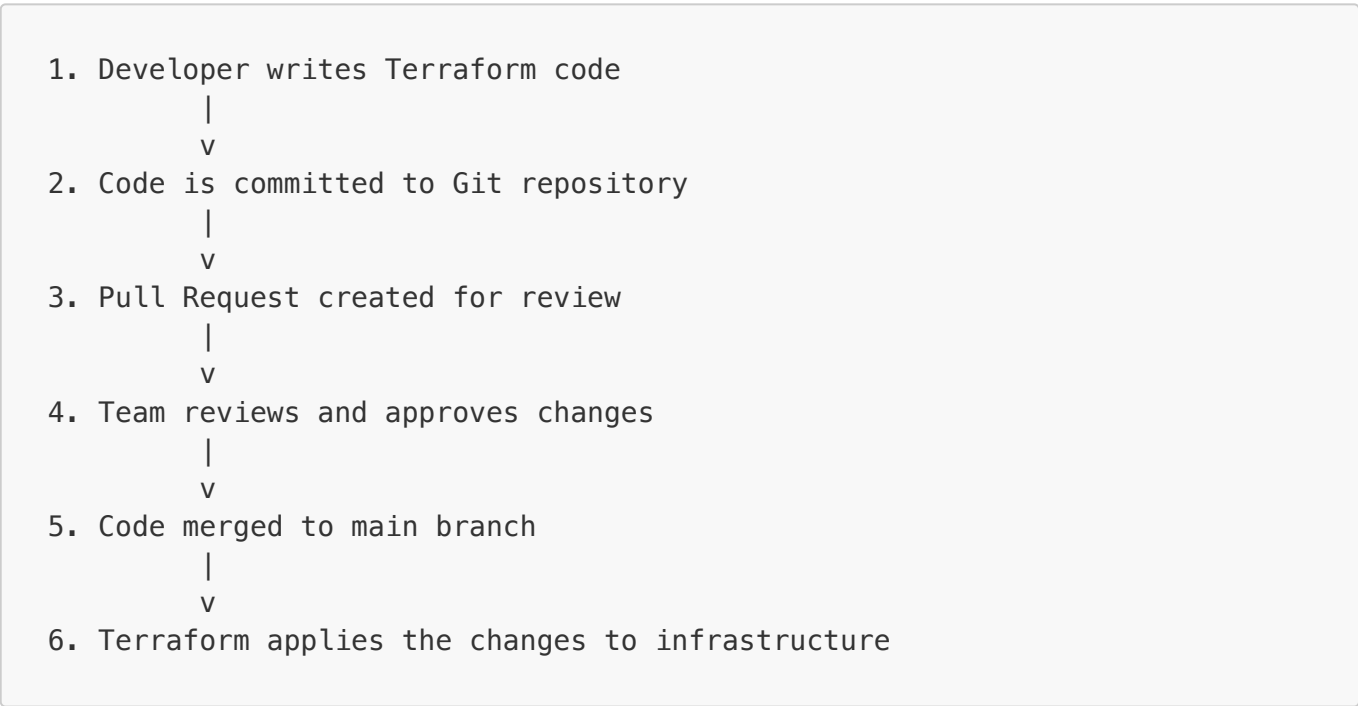 1. Developer writes Terraform code
|
v
2. Code is committed to Git repository
|
v
3. Pull Request created for review
|
v
4. Team reviews and approves changes
|
v
5. Code merged to main branch
|
v
6. Terraform applies the changes to infrastructure